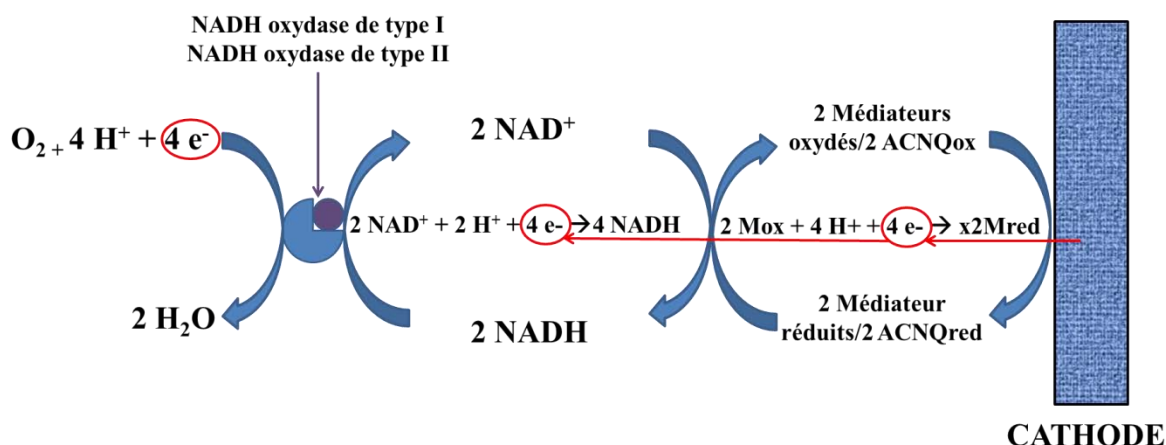 NADH oxydase de type I
NADH oxydase de type II
O₂ + 4 H⁺ + 4 e⁻
2 NAD⁺
2 Médiateurs
oxydés/2 ACNQox
2 NAD⁺ + 2 H⁺ + 4 e- → 4 NADH
2 Mox + 4 H+ + 4 e- → x2Mred
2 H₂O
2 NADH
2 Médiateur
réduits/2 ACNQred
CATHODE